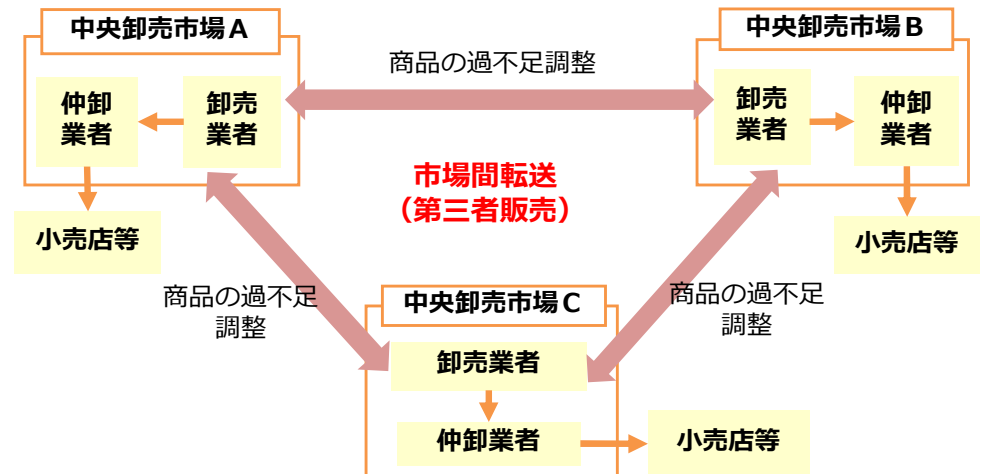 中央卸売市場A
中央卸売市場B
商品の過不足調整
仲卸
業者
卸売
業者
卸売
業者
仲卸
業者
市場間転送
（第三者販売）
小売店等
小売店等
商品の過不足
調整
商品の過不足
調整
中央卸売市場C
卸売業者
仲卸業者
小売店等